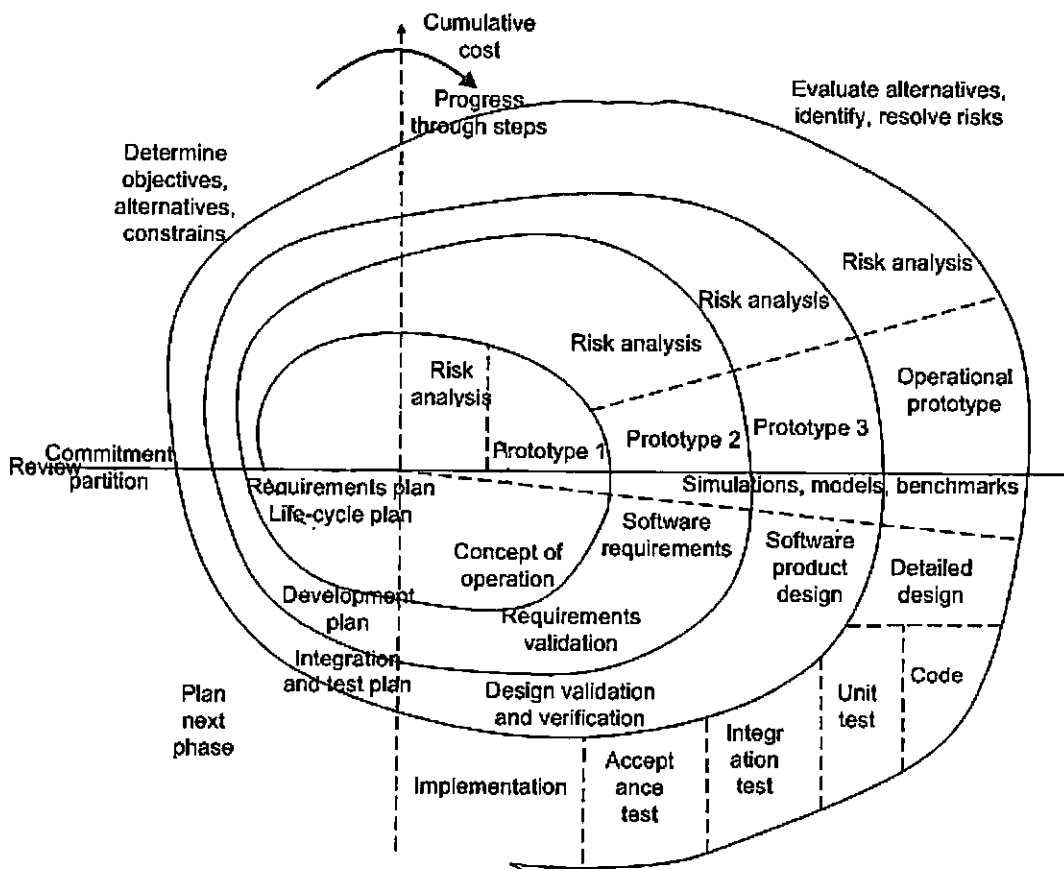 Cumulative
cost
Progress
through steps
Evaluate alternatives,
identify, resolve risks
Determine
objectives,
alternatives,
constrains
Risk analysis
Risk analysis
Risk analysis
Risk
analysis
Operational
prototype
Prototype 1
Prototype 2
Prototype 3
Review
Commitment
partition
Requirements plan
Life-cycle plan
Simulations, models, benchmarks
Concept of
operation
Software
requirements
Software
product
design
Detailed
design
Development
plan
Requirements
validation
Integration
and test plan
Design validation
and verification
Plan
next
phase
Implementation
Accept
ance
test
Integr
ation
test
Unit
test
Code